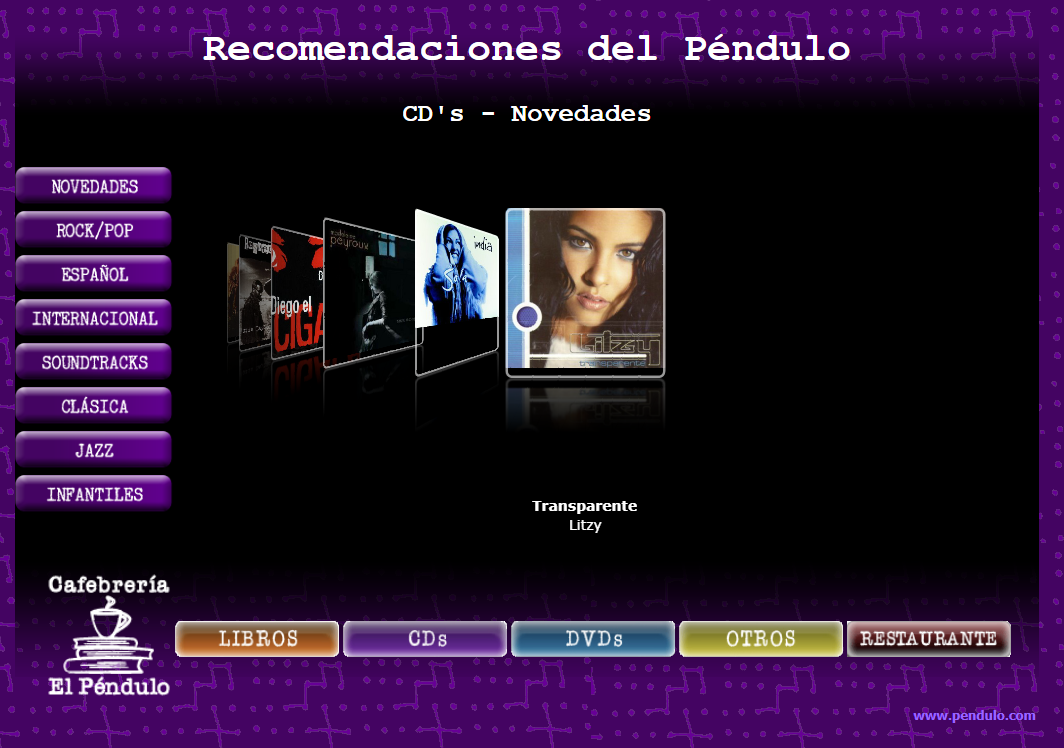 Recomendaciones del Péndulo
CD's - Novedades
NOVEDADES
ROCK/POP
ESPAÑOL
INTERNACIONAL
SOUNDTRACKS
CLÁSICA
JAZZ
INFANTILES
Diego el
CIGA
peyroux
india
Litzy
transparente
Transparente
Litzy
Cafebrería
El Péndulo
LIBROS
CDs
DVDs
OTROS
RESTAURANTE
www.pendulo.com